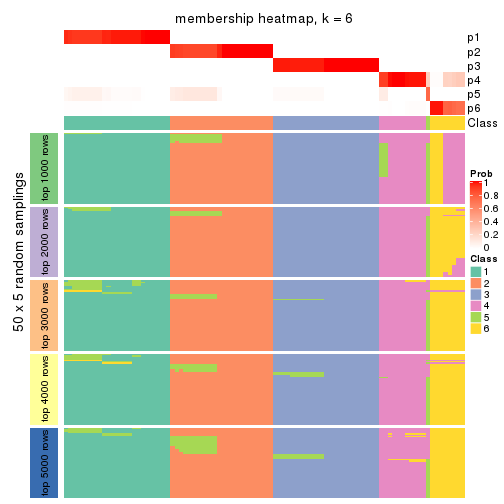 membership heatmap, k = 6
p1
p2
p3
p4
p5
p6
Class
50 x 5 random samplings
top 1000 rows
top 2000 rows
top 3000 rows
top 4000 rows
top 5000 rows
Prob
1
0.8
0.6
0.4
0.2
0
Class
1
2
3
4
5
6